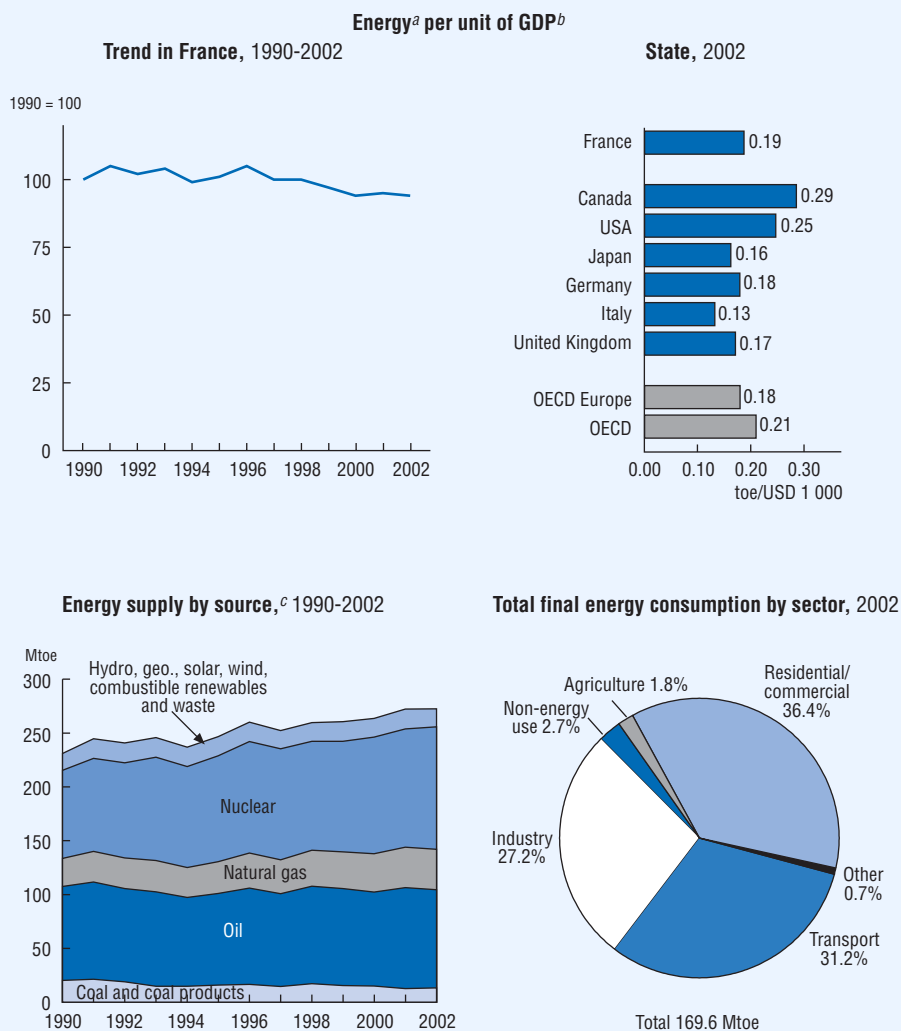 Energya per unit of GDPb
Trend in France, 1990-2002
1990 = 100
100
75
50
25
0
1990 1992 1994 1996 1998 2000 2002
State, 2002
France 0.19
Canada 0.29
USA 0.25
Japan 0.16
Germany 0.18
Italy 0.13
United Kingdom 0.17
OECD Europe 0.18
OECD 0.21
0.00 0.10 0.20 0.30
toe/USD 1 000
Energy supply by source,c 1990-2002
Mtoe
300
250
200
150
100
50
0
Hydro, geo., solar, wind,
combustible renewables
and waste
Nuclear
Natural gas
Oil
Coal and coal products
1990 1992 1994 1996 1998 2000 2002
Total final energy consumption by sector, 2002
Residential/
commercial
36.4%
Agriculture 1.8%
Non-energy
use 2.7%
Industry
27.2%
Other
0.7%
Transport
31.2%
Total 169.6 Mtoe